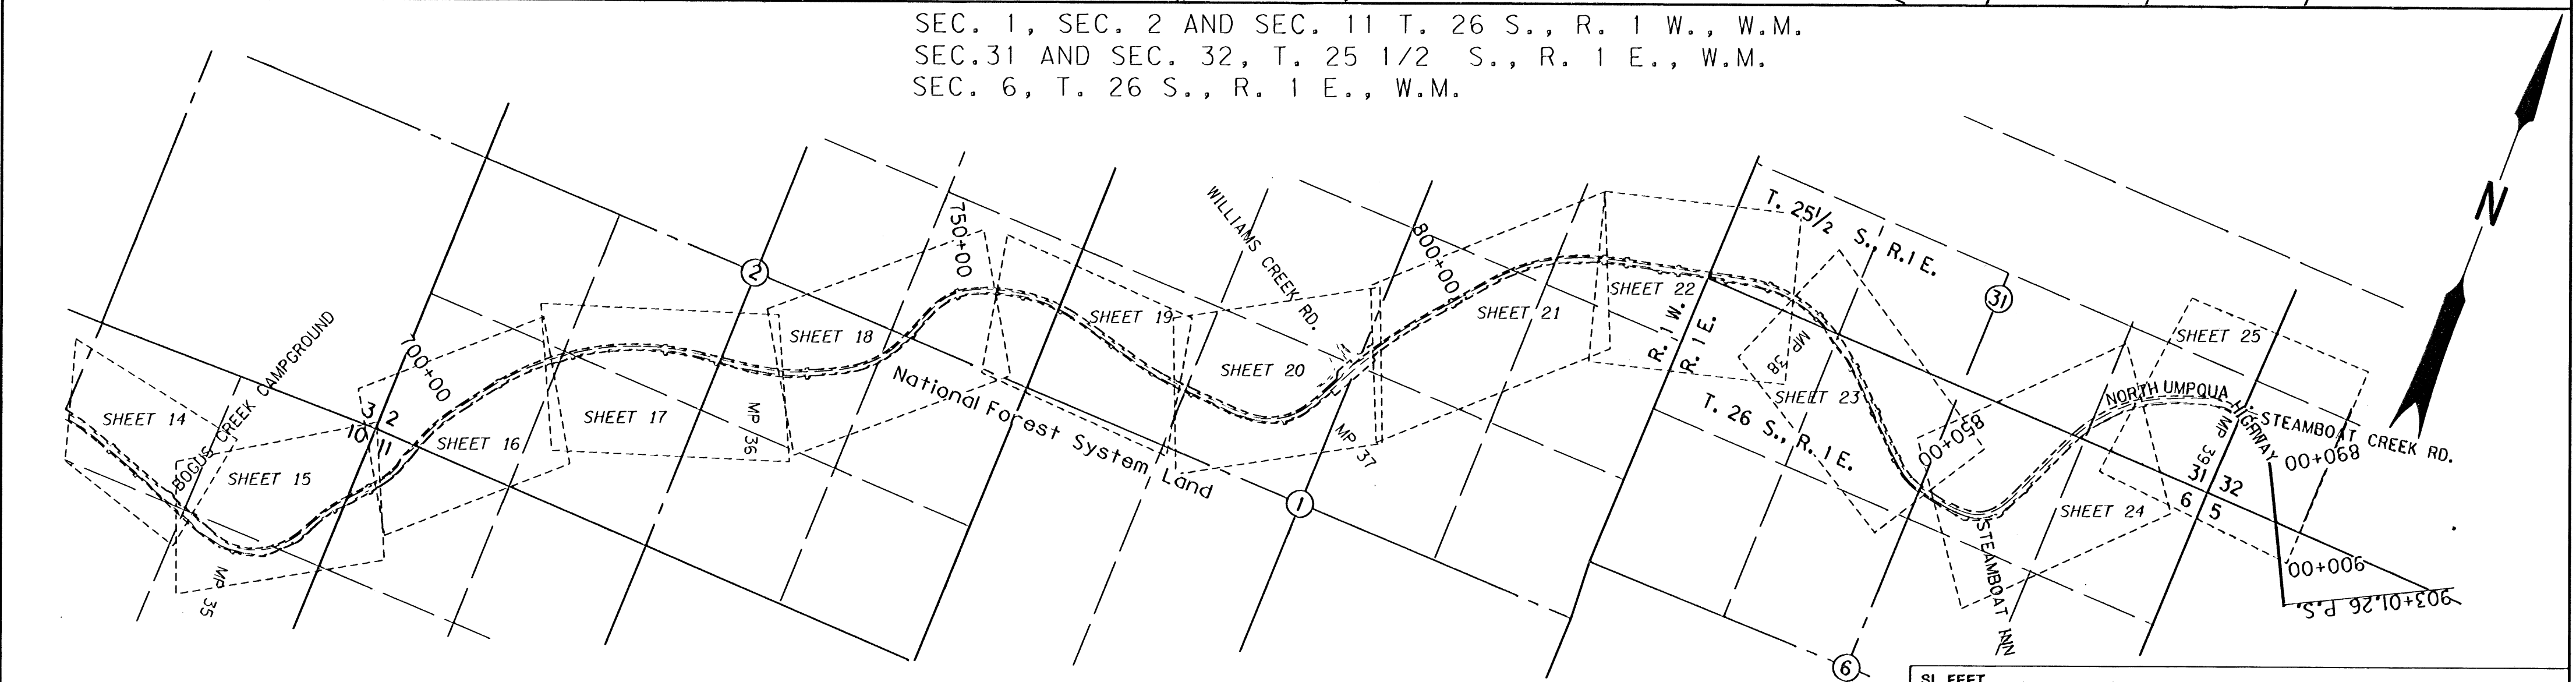 SEC. 1, SEC. 2 AND SEC. 11 T. 26 S., R. 1 W., W.M.
SEC.31 AND SEC. 32, T. 25 1/2 S., R. 1 E., W.M.
SEC. 6, T. 26 S., R. 1 E., W.M.
N
SHEET 14
BOGUS CREEK CAMPGROUND
SHEET 15
MP 35
3 2
10 11
700+00
SHEET 16
SHEET 17
MP 36
2
SHEET 18
750+00
National Forest System Land
SHEET 19
WILLIAMS CREEK RD.
SHEET 20
MP 37
1
800+00
SHEET 21
SHEET 22
R. 1 W.
R. 1 E.
T. 25 1/2 S., R. 1 E.
T. 26 S., R. 1 E.
MP 38
SHEET 23
31
850+00
STEAMBOAT INN
6
SHEET 24
SHEET 25
NORTH UMPQUA HIGHWAY
MP 39
STEAMBOAT CREEK RD.
890+00
31 32
6 5
900+00
903+01.26 P.S.